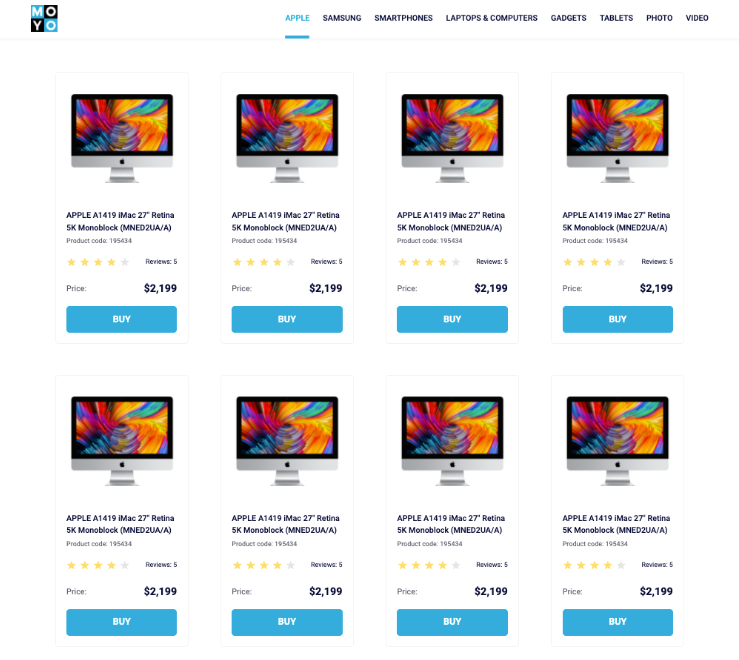 MO
YO
APPLE SAMSUNG SMARTPHONES LAPTOPS & COMPUTERS GADGETS TABLETS PHOTO VIDEO
APPLE A1419 iMac 27" Retina APPLE A1419 iMac 27" Retina APPLE A1419 iMac 27" Retina APPLE A1419 iMac 27" Retina
5K Monoblock (MNED2UA/A) 5K Monoblock (MNED2UA/A) 5K Monoblock (MNED2UA/A) 5K Monoblock (MNED2UA/A)
Product code: 195434 Product code: 195434 Product code: 195434 Product code: 195434
Reviews: 5 Reviews: 5 Reviews: 5 Reviews: 5
Price: $2,199 Price: $2,199 Price: $2,199 Price: $2,199
BUY BUY BUY BUY
APPLE A1419 iMac 27" Retina APPLE A1419 iMac 27" Retina APPLE A1419 iMac 27" Retina APPLE A1419 iMac 27" Retina
5K Monoblock (MNED2UA/A) 5K Monoblock (MNED2UA/A) 5K Monoblock (MNED2UA/A) 5K Monoblock (MNED2UA/A)
Product code: 195434 Product code: 195434 Product code: 195434 Product code: 195434
Reviews: 5 Reviews: 5 Reviews: 5 Reviews: 5
Price: $2,199 Price: $2,199 Price: $2,199 Price: $2,199
BUY BUY BUY BUY